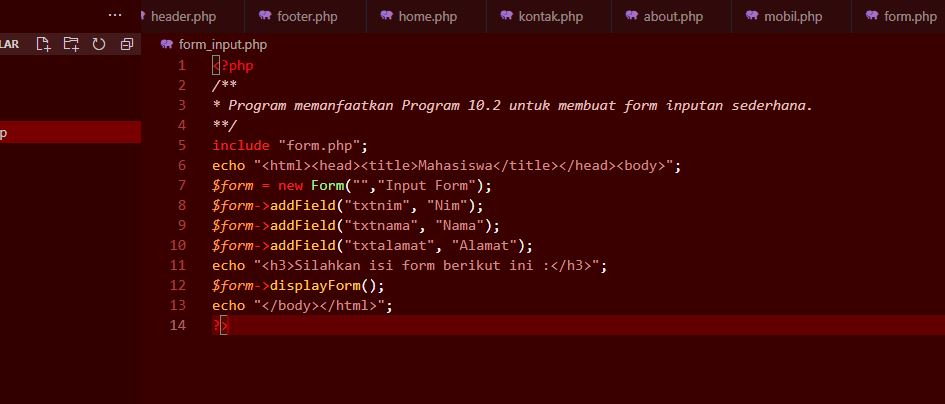 header.php footer.php home.php kontak.php about.php mobil.php form.php
LAR
form_input.php
p
1 <?php
2 /**
3 * Program memanfaatkan Program 10.2 untuk membuat form inputan sederhana.
4 **/
5 include "form.php";
6 echo "<html><head><title>Mahasiswa</title></head><body>";
7 $form = new Form("","Input Form");
8 $form->addField("txtnim", "Nim");
9 $form->addField("txtnama", "Nama");
10 $form->addField("txtalamat", "Alamat");
11 echo "<h3>Silahkan isi form berikut ini :</h3>";
12 $form->displayForm();
13 echo "</body></html>";
14 ?>